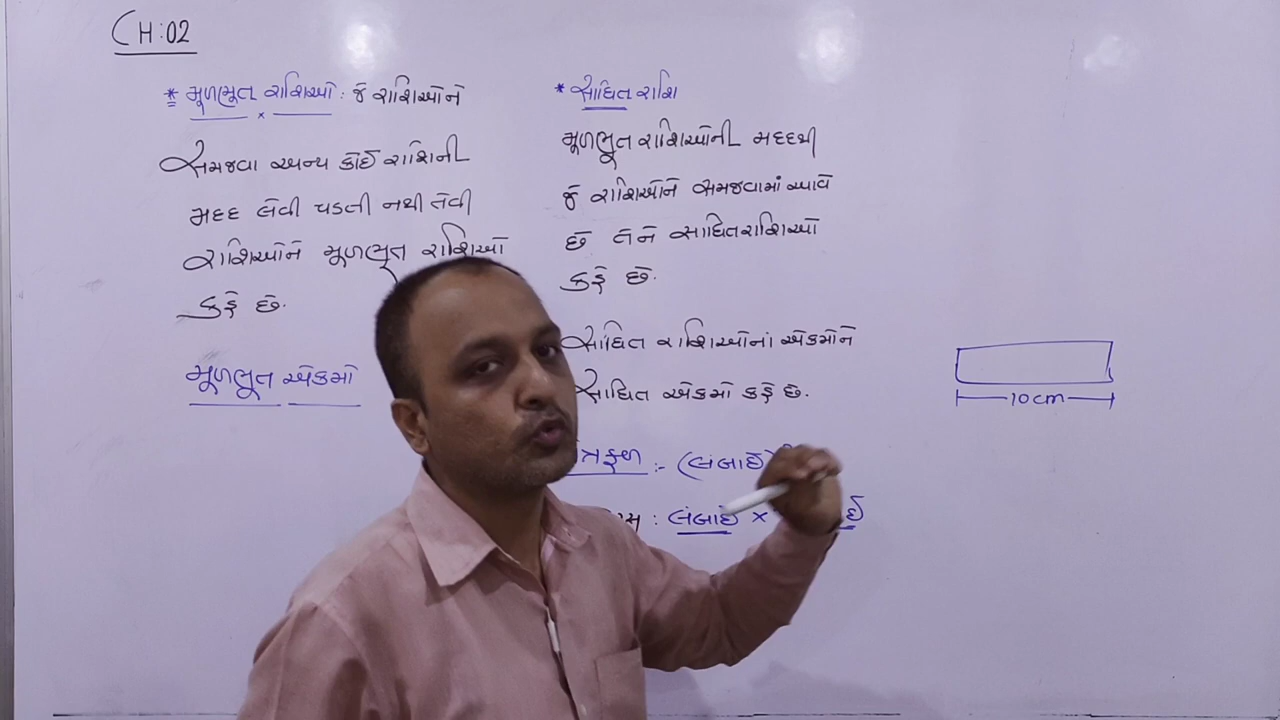 CH:02
* મૂળભૂત રાશિઓ : જે રાશિઓને
સમજવા અન્ય કોઈ રાશિની
મદદ લેવી પડતી નથી તેવી
રાશિઓને મૂળભૂત રાશિઓ
કહે છે.
મૂળભૂત એકમો
* સાધિત રાશિ
મૂળભૂત રાશિઓની મદદથી
જે રાશિઓને સમજવામાં આવે
છે તેને સાધિત રાશિઓ
કહે છે.
સાધિત રાશિઓનાં એકમોને
સાધિત એકમો કહે છે.
:- (લંબાઈ)
: લંબાઈ ×
10cm